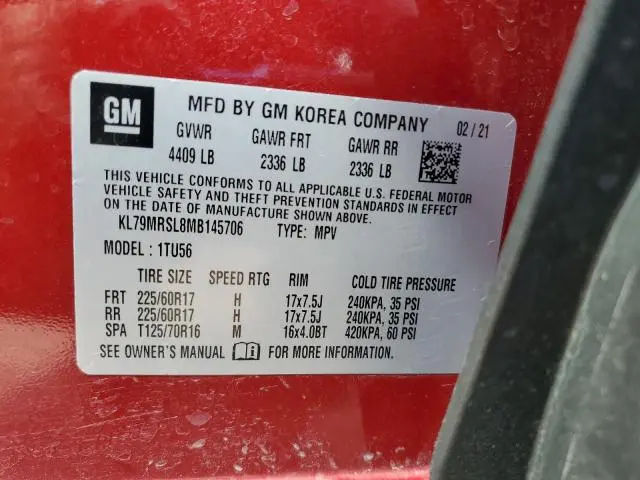 GM
MFD BY GM KOREA COMPANY 02 / 21
GVWR GAWR FRT GAWR RR
4409 LB 2336 LB 2336 LB
THIS VEHICLE CONFORMS TO ALL APPLICABLE U.S. FEDERAL MOTOR
VEHICLE SAFETY AND THEFT PREVENTION STANDARDS IN EFFECT
ON THE DATE OF MANUFACTURE SHOWN ABOVE.
KL79MRSL8MB145706 TYPE: MPV
MODEL : 1TU56
TIRE SIZE SPEED RTG RIM COLD TIRE PRESSURE
FRT 225/60R17 H 17x7.5J 240KPA, 35 PSI
RR 225/60R17 H 17x7.5J 240KPA, 35 PSI
SPA T125/70R16 M 16x4.0BT 420KPA, 60 PSI
SEE OWNER'S MANUAL FOR MORE INFORMATION.